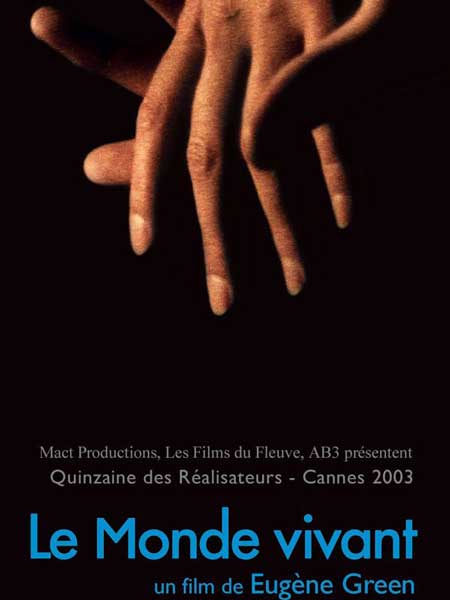 Mact Productions, Les Films du Fleuve, AB3 présentent
Quinzaine des Réalisateurs - Cannes 2003
Le Monde vivant
un film de Eugène Green